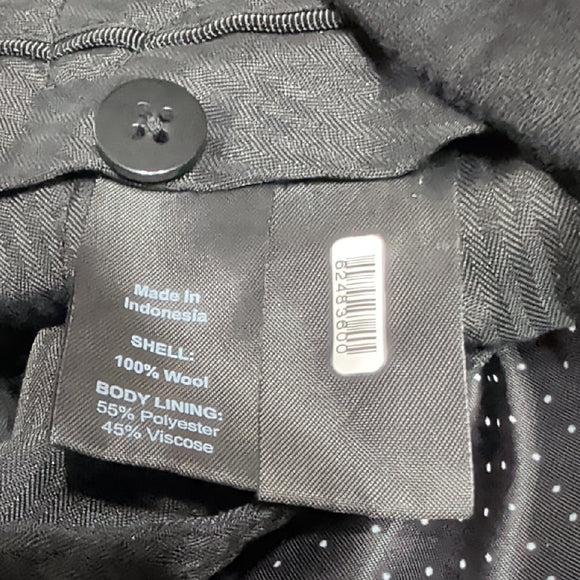 Made In
Indonesia
SHELL:
100% Wool
BODY LINING:
55% Polyester
45% Viscose
62483600